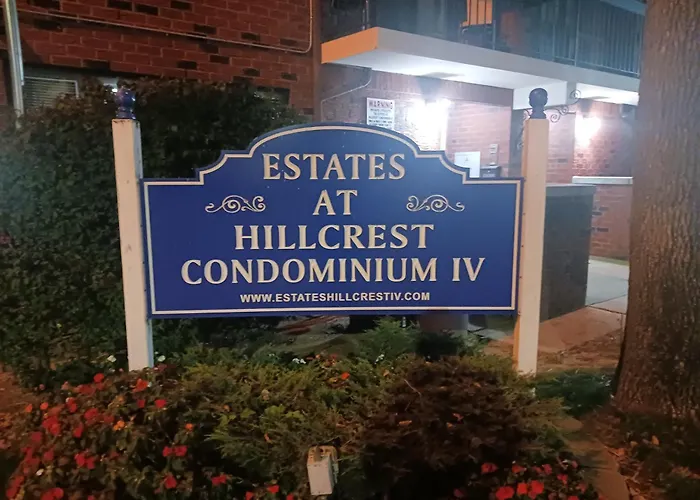 ESTATES
AT
HILLCREST
CONDOMINIUM IV
WWW.ESTATESHILLCRESTIV.COM
WARNING